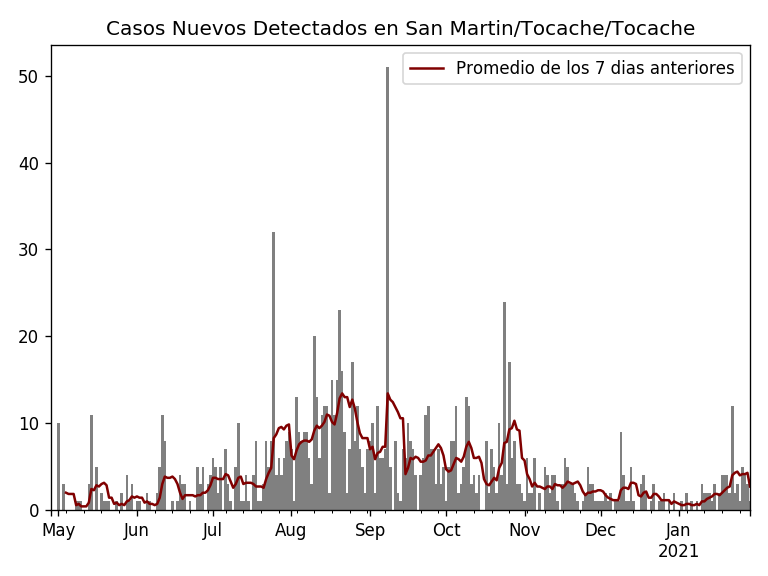 Casos Nuevos Detectados en San Martin/Tocache/Tocache
Promedio de los 7 dias anteriores
50
40
30
20
10
0
May Jun Jul Aug Sep Oct Nov Dec Jan
2021